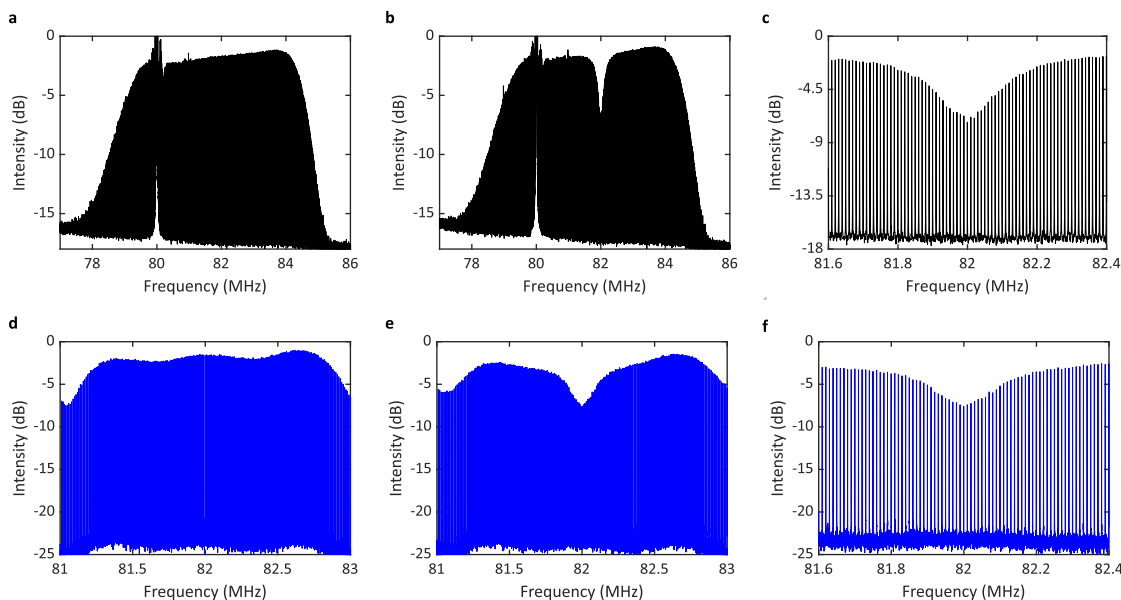 a
0
-5
-10
-15
Intensity (dB)
78 80 82 84 86
Frequency (MHz)
b
0
-5
-10
-15
Intensity (dB)
78 80 82 84 86
Frequency (MHz)
c
0
-4.5
-9
-13.5
-18
Intensity (dB)
81.6 81.8 82 82.2 82.4
Frequency (MHz)
d
0
-5
-10
-15
-20
-25
Intensity (dB)
81 81.5 82 82.5 83
Frequency (MHz)
e
0
-5
-10
-15
-20
-25
Intensity (dB)
81 81.5 82 82.5 83
Frequency (MHz)
f
0
-5
-10
-15
-20
-25
Intensity (dB)
81.6 81.8 82 82.2 82.4
Frequency (MHz)